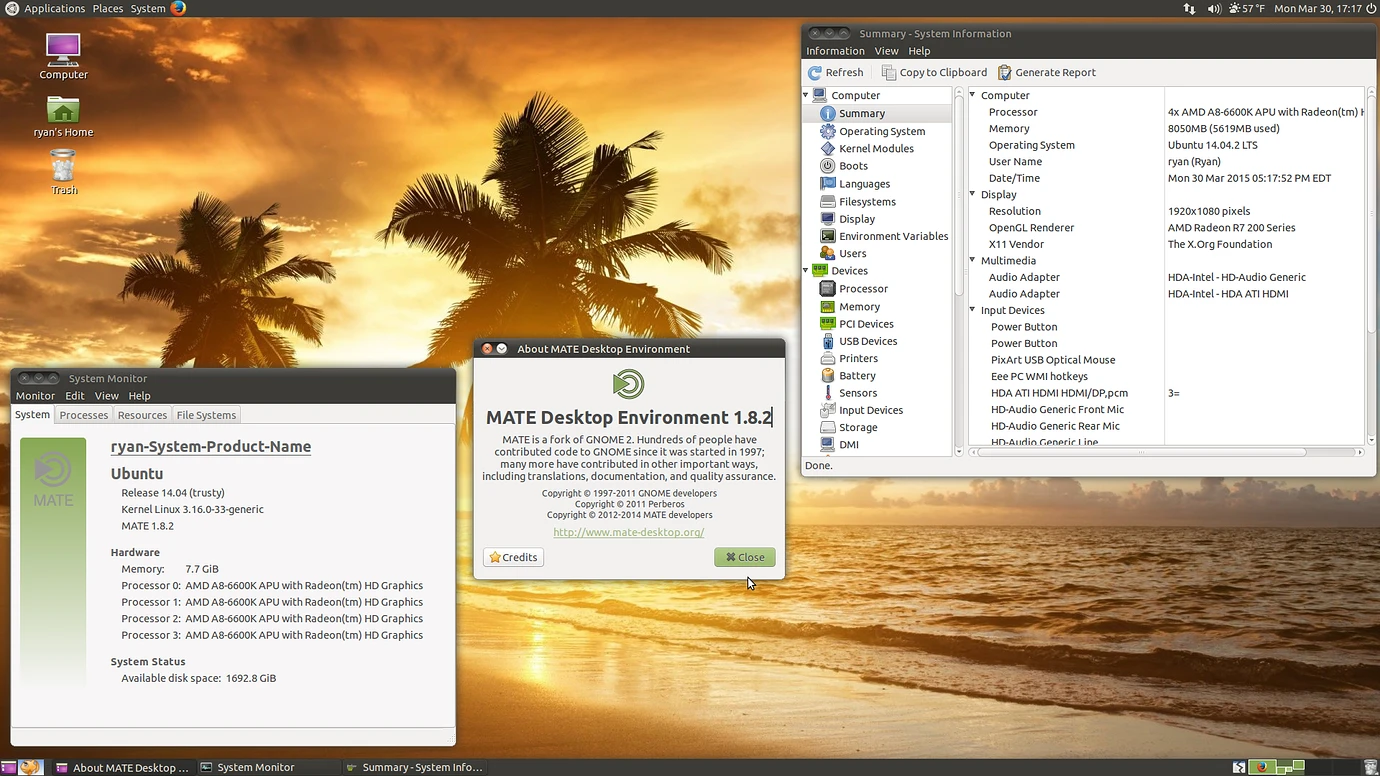 Applications Places System
57 °F Mon Mar 30, 17:17
Computer
ryan's Home
Trash
Summary - System Information
Information View Help
Refresh Copy to Clipboard Generate Report
Computer
Summary
Operating System
Kernel Modules
Boots
Languages
Filesystems
Display
Environment Variables
Users
Devices
Processor
Memory
PCI Devices
USB Devices
Printers
Battery
Sensors
Input Devices
Storage
DMI
Computer
Processor 4x AMD A8-6600K APU with Radeon(tm) H
Memory 8050MB (5619MB used)
Operating System Ubuntu 14.04.2 LTS
User Name ryan (Ryan)
Date/Time Mon 30 Mar 2015 05:17:52 PM EDT
Display
Resolution 1920x1080 pixels
OpenGL Renderer AMD Radeon R7 200 Series
X11 Vendor The X.Org Foundation
Multimedia
Audio Adapter HDA-Intel - HD-Audio Generic
Audio Adapter HDA-Intel - HDA ATI HDMI
Input Devices
Power Button
Power Button
PixArt USB Optical Mouse
Eee PC WMI hotkeys
HDA ATI HDMI HDMI/DP,pcm 3=
HD-Audio Generic Front Mic
HD-Audio Generic Rear Mic
HD-Audio Generic Line
Done.
About MATE Desktop Environment
MATE Desktop Environment 1.8.2
MATE is a fork of GNOME 2. Hundreds of people have
contributed code to GNOME since it was started in 1997;
many more have contributed in other important ways,
including translations, documentation, and quality assurance.
Copyright © 1997-2011 GNOME developers
Copyright © 2011 Perberos
Copyright © 2012-2014 MATE developers
http://www.mate-desktop.org/
Credits Close
System Monitor
Monitor Edit View Help
System Processes Resources File Systems
MATE
ryan-System-Product-Name
Ubuntu
Release 14.04 (trusty)
Kernel Linux 3.16.0-33-generic
MATE 1.8.2
Hardware
Memory: 7.7 GiB
Processor 0: AMD A8-6600K APU with Radeon(tm) HD Graphics
Processor 1: AMD A8-6600K APU with Radeon(tm) HD Graphics
Processor 2: AMD A8-6600K APU with Radeon(tm) HD Graphics
Processor 3: AMD A8-6600K APU with Radeon(tm) HD Graphics
System Status
Available disk space: 1692.8 GiB
About MATE Desktop ... System Monitor Summary - System Info...